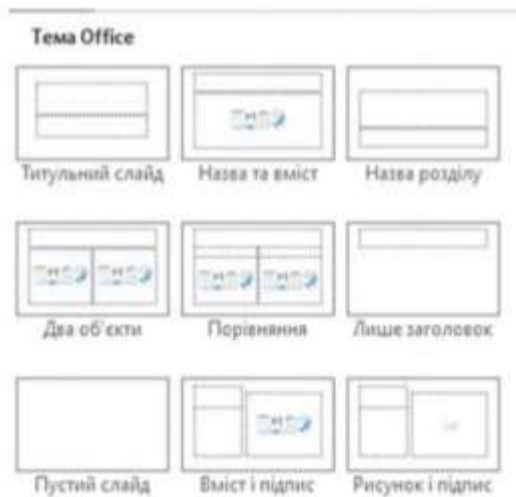 Тема Office
Титульний слайд Назва та вміст Назва розділу
Два об'єкти Порівняння Лише заголовок
Пустий слайд Вміст і підпис Рисунок і підпис